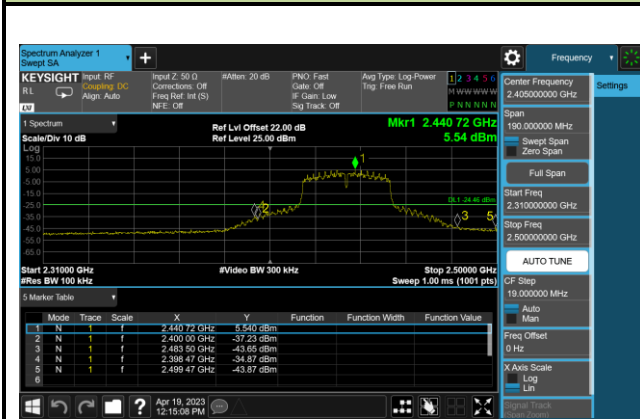 Spectrum Analyzer 1
Swept SA
+
Frequency
KEYSIGHT Input: RF Input Z: 50 Ω #Atten: 20 dB PNO: Fast Avg Type: Log-Power 1 2 3 4 5 6
RL Coupling: DC Corrections: Off Gate: Off Trig: Free Run M W W W W W
Align: Auto Freq Ref: Int (S) IF Gain: Low
NFE: Off Sig Track: Off P N N N N N
1 Spectrum
Scale/Div 10 dB
Ref Lvl Offset 22.00 dB
Ref Level 25.00 dBm
Mkr1 2.440 72 GHz
5.54 dBm
Log
15.0
5.00
-5.00
-15.0
-25.0
-35.0
-45.0
-55.0
-65.0
1
2
3
5
DL1 -24.46 dBm
Start 2.31000 GHz #Video BW 300 kHz Stop 2.50000 GHz
#Res BW 100 kHz Sweep 1.00 ms (1001 pts)
5 Marker Table
Mode Trace Scale X Y Function Function Width Function Value
1 N 1 f 2.440 72 GHz 5.540 dBm
2 N 1 f 2.400 00 GHz -37.23 dBm
3 N 1 f 2.483 50 GHz -43.65 dBm
4 N 1 f 2.398 47 GHz -34.87 dBm
5 N 1 f 2.499 47 GHz -43.87 dBm
6
?
Apr 19, 2023
12:15:08 PM
Center Frequency
2.405000000 GHz
Span
190.000000 MHz
Swept Span
Zero Span
Full Span
Start Freq
2.310000000 GHz
Stop Freq
2.500000000 GHz
AUTO TUNE
CF Step
19.000000 MHz
Auto
Man
Freq Offset
0 Hz
X Axis Scale
Log
Lin
Signal Track
(Span Zoom)
Settings